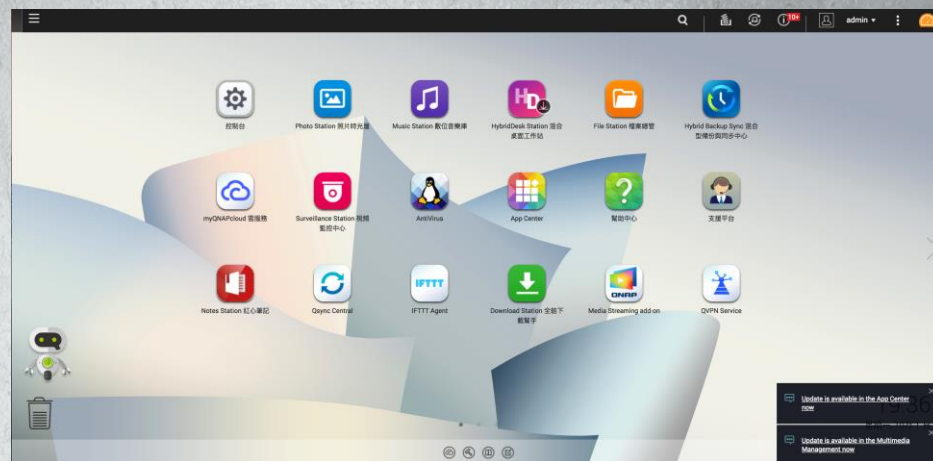 10+
admin
控制台
Photo Station 照片時光屋
Music Station 數位音樂庫
HD
HybridDesk Station 混合
桌面工作站
File Station 檔案總管
Hybrid Backup Sync 混合
型備份與同步中心
myQNAPcloud 雲服務
Surveillance Station 視頻
監控中心
AntiVirus
App Center
幫助中心
支援平台
Notes Station 紅心筆記
Qsync Central
IFTTT
IFTTT Agent
Download Station 全能下
載幫手
QNAP
Media Streaming add-on
QVPN Service
Update is available in the App Center
now
Update is available in the Multimedia
Management now